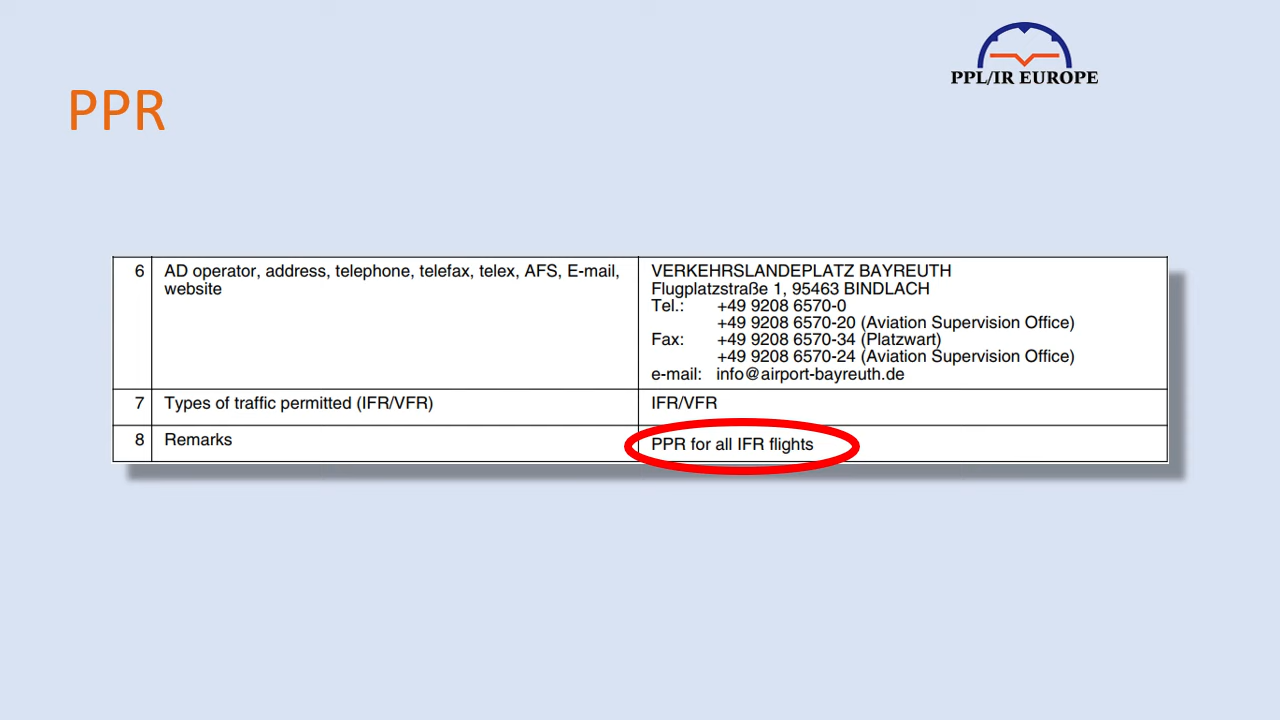 PPL/IR EUROPE
PPR
6 AD operator, address, telephone, telefax, telex, AFS, E-mail, website
VERKEHRSLANDEPLATZ BAYREUTH
Flugplatzstraße 1, 95463 BINDLACH
Tel.: +49 9208 6570-0
+49 9208 6570-20 (Aviation Supervision Office)
Fax: +49 9208 6570-34 (Platzwart)
+49 9208 6570-24 (Aviation Supervision Office)
e-mail: info@airport-bayreuth.de
7 Types of traffic permitted (IFR/VFR) IFR/VFR
8 Remarks PPR for all IFR flights